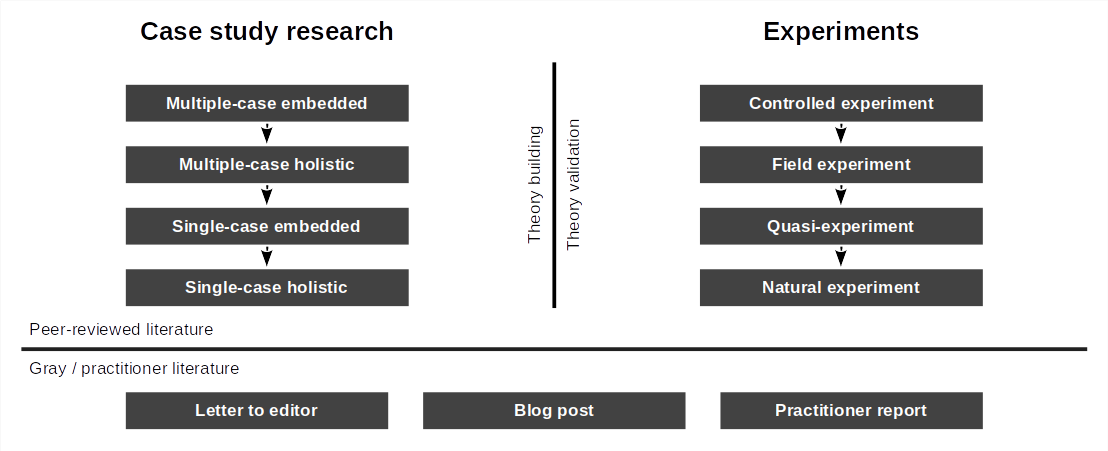 Case study research
Experiments
Multiple-case embedded
Multiple-case holistic
Single-case embedded
Single-case holistic
Theory building
Theory validation
Controlled experiment
Field experiment
Quasi-experiment
Natural experiment
Peer-reviewed literature
Gray / practitioner literature
Letter to editor
Blog post
Practitioner report